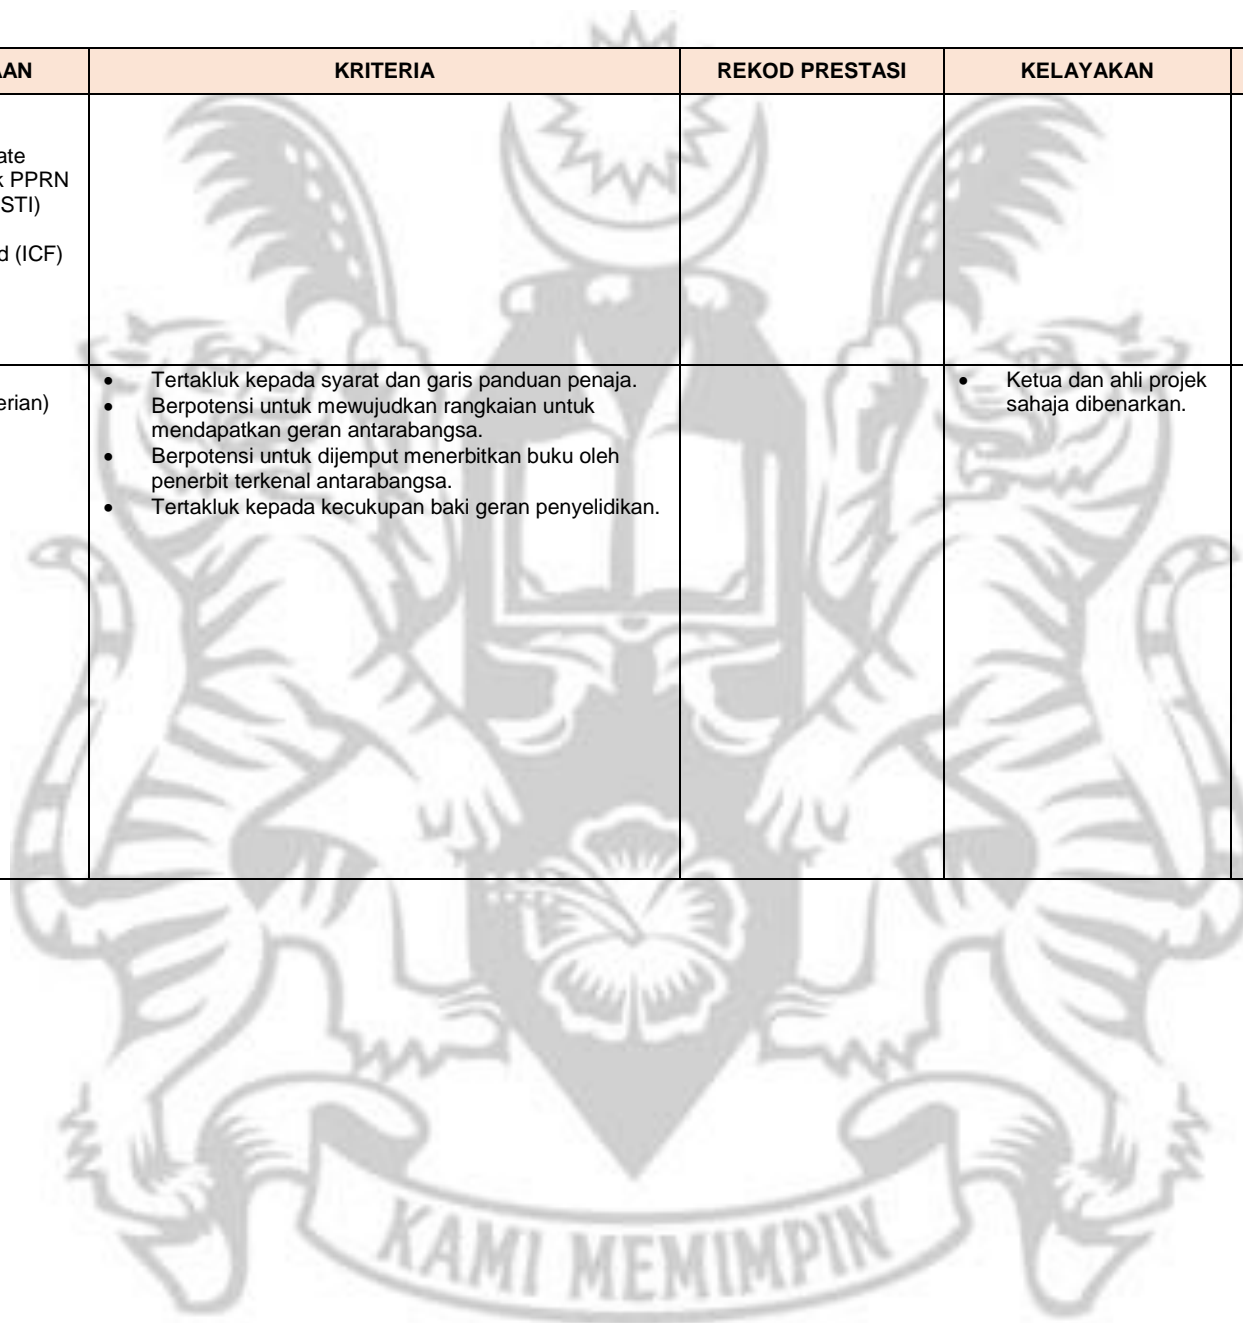 AAN KRITERIA REKOD PRESTASI KELAYAKAN
ate
k PPRN
STI)
d (ICF)
erian)
• Tertakluk kepada syarat dan garis panduan penaja.
• Berpotensi untuk mewujudkan rangkaian untuk
mendapatkan geran antarabangsa.
• Berpotensi untuk dijemput menerbitkan buku oleh
penerbit terkenal antarabangsa.
• Tertakluk kepada kecukupan baki geran penyelidikan.
• Ketua dan ahli projek
sahaja dibenarkan.
KAMI MEMIMPIN